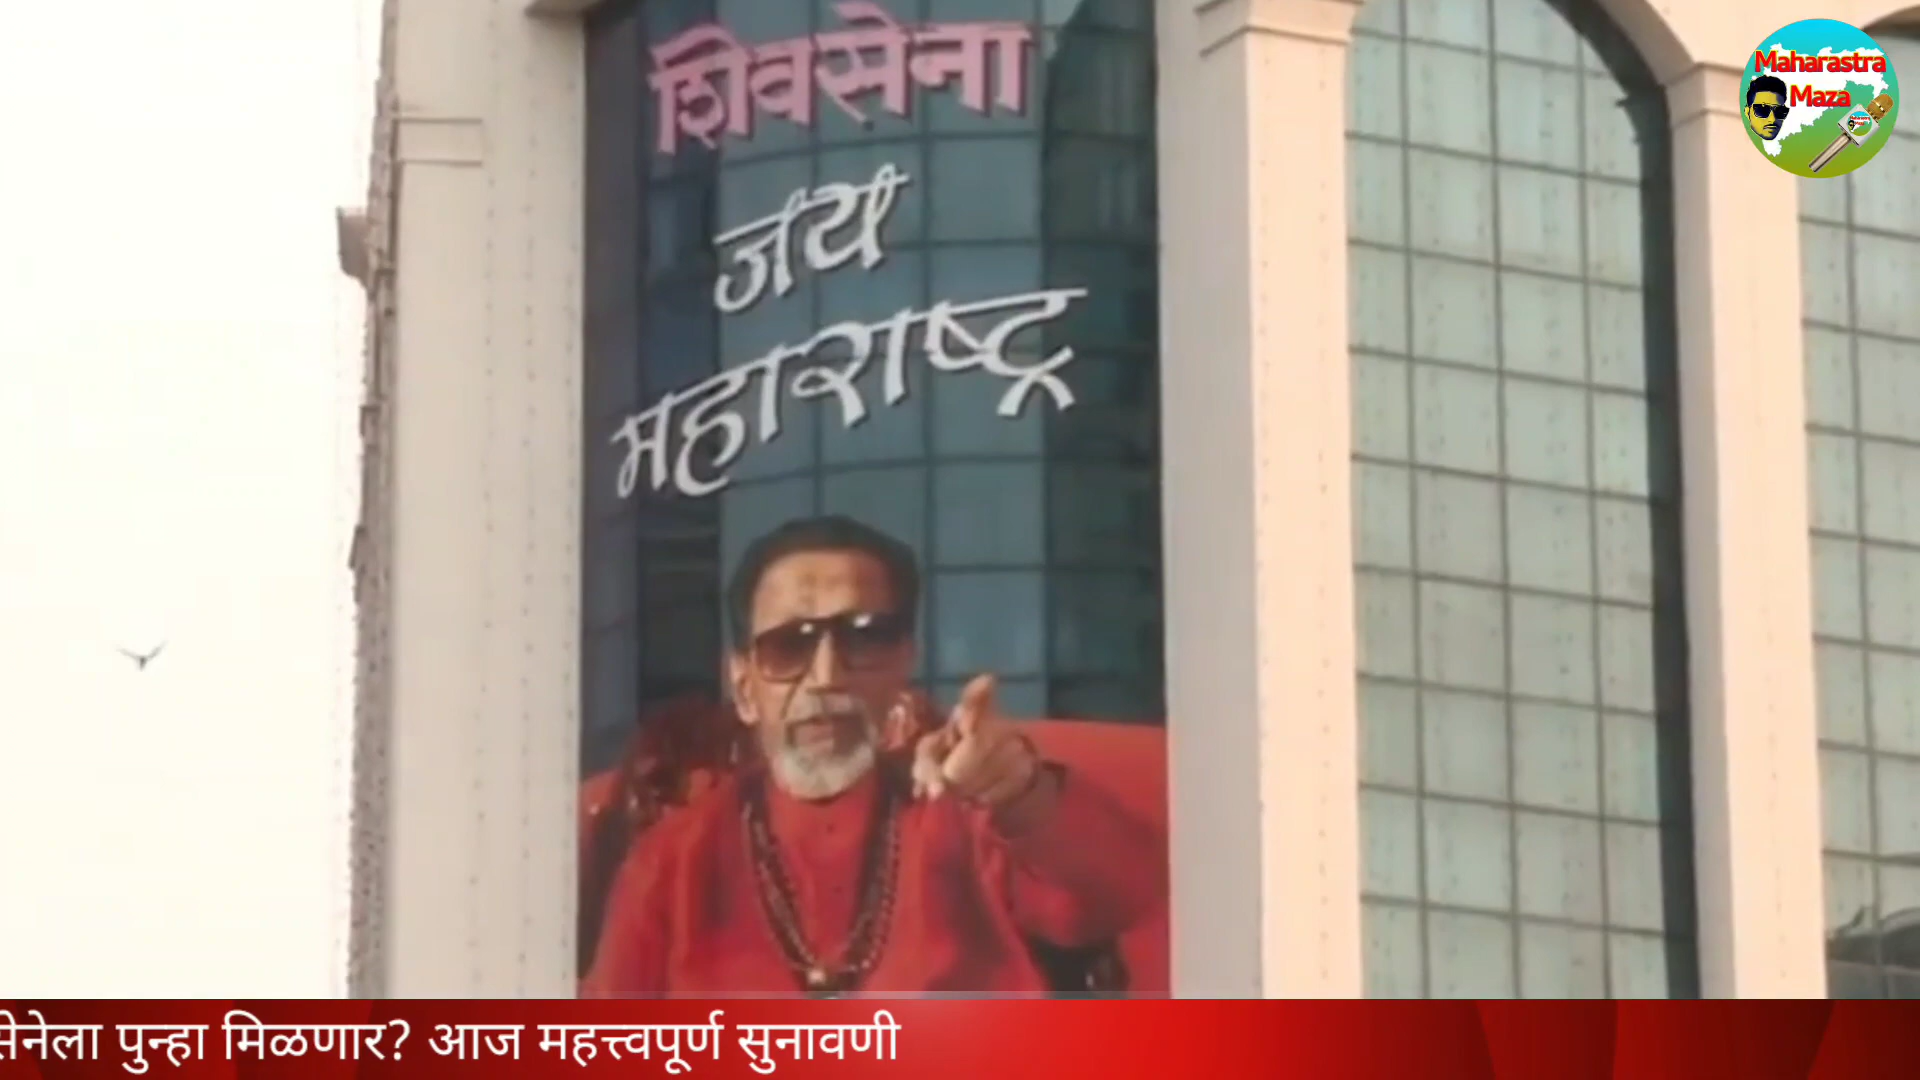 शिवसेना
जय
महाराष्ट्र
Maharastra
Maza
सेनेला पुन्हा मिळणार? आज महत्त्वपूर्ण सुनावणी